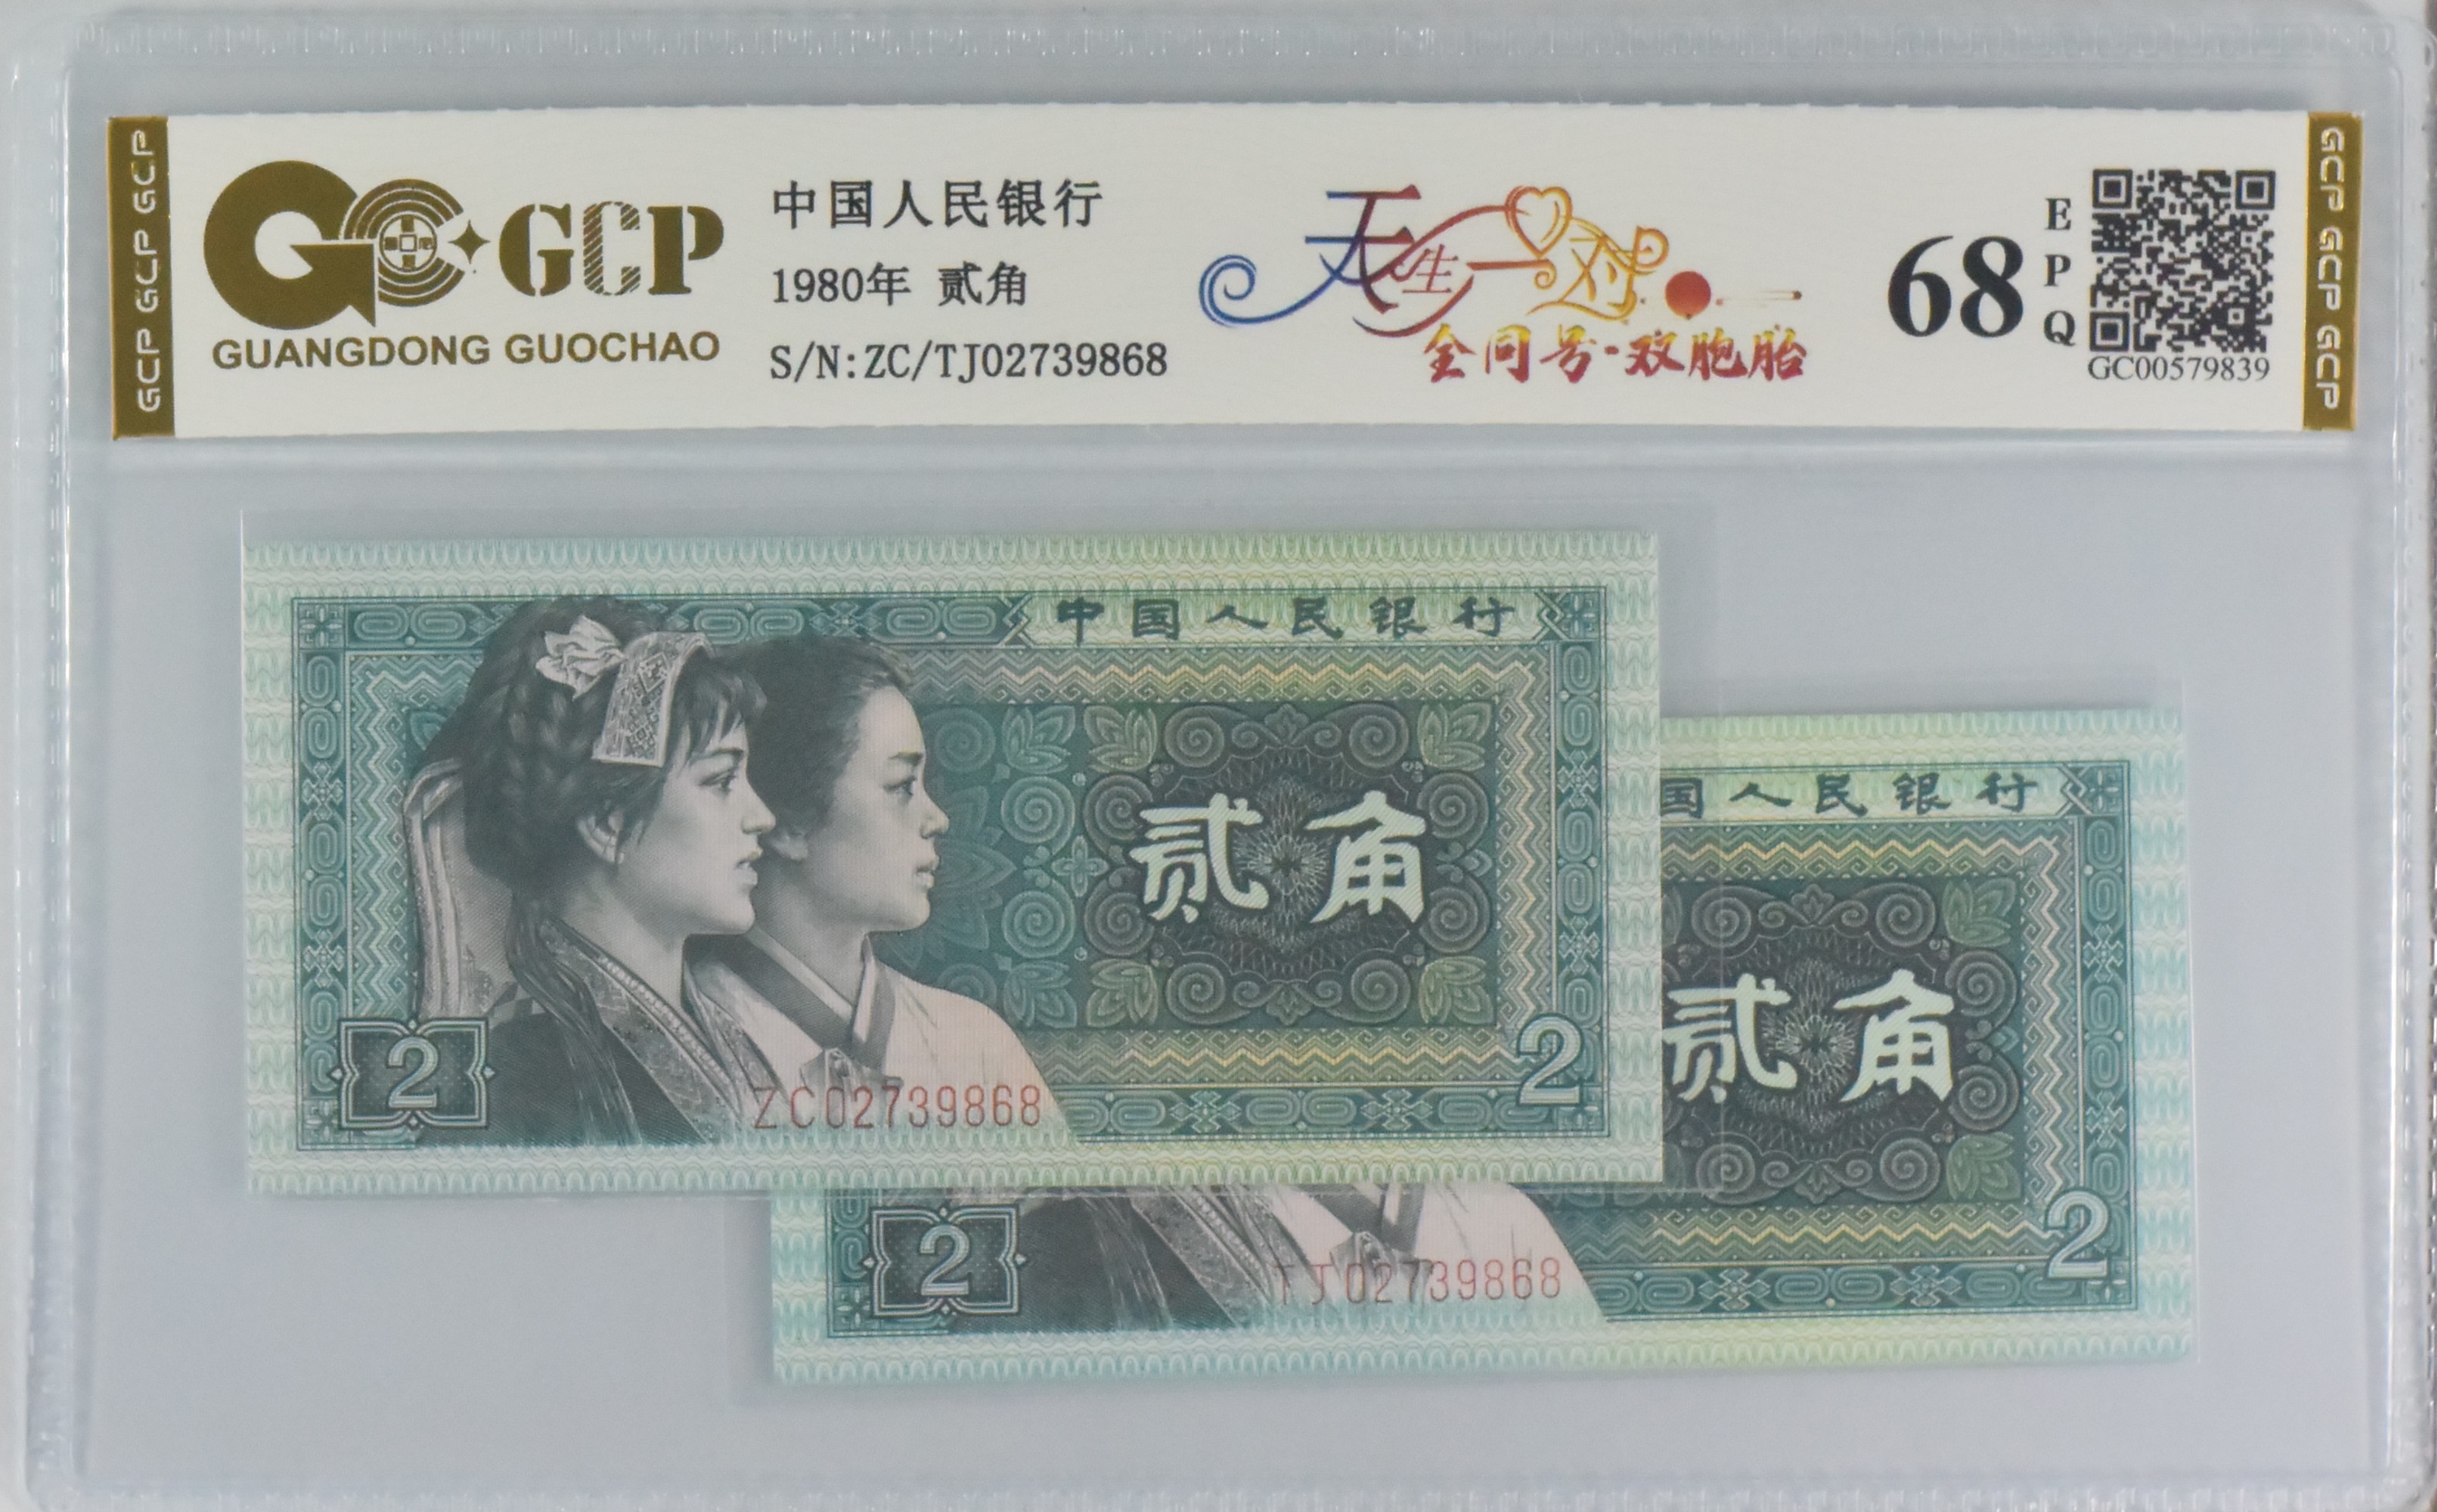 GCP GCP GCP
GCP
GUANGDONG GUOCHAO
中国人民银行
1980年 贰角
S/N:ZC/TJ02739868
天生一对
全同号·双胞胎
68
EPQ
GC00579839
GCP GCP GCP
中国人民银行
贰角
2
ZC02739868
2
国人民银行
贰角
2
TJ02739868
2